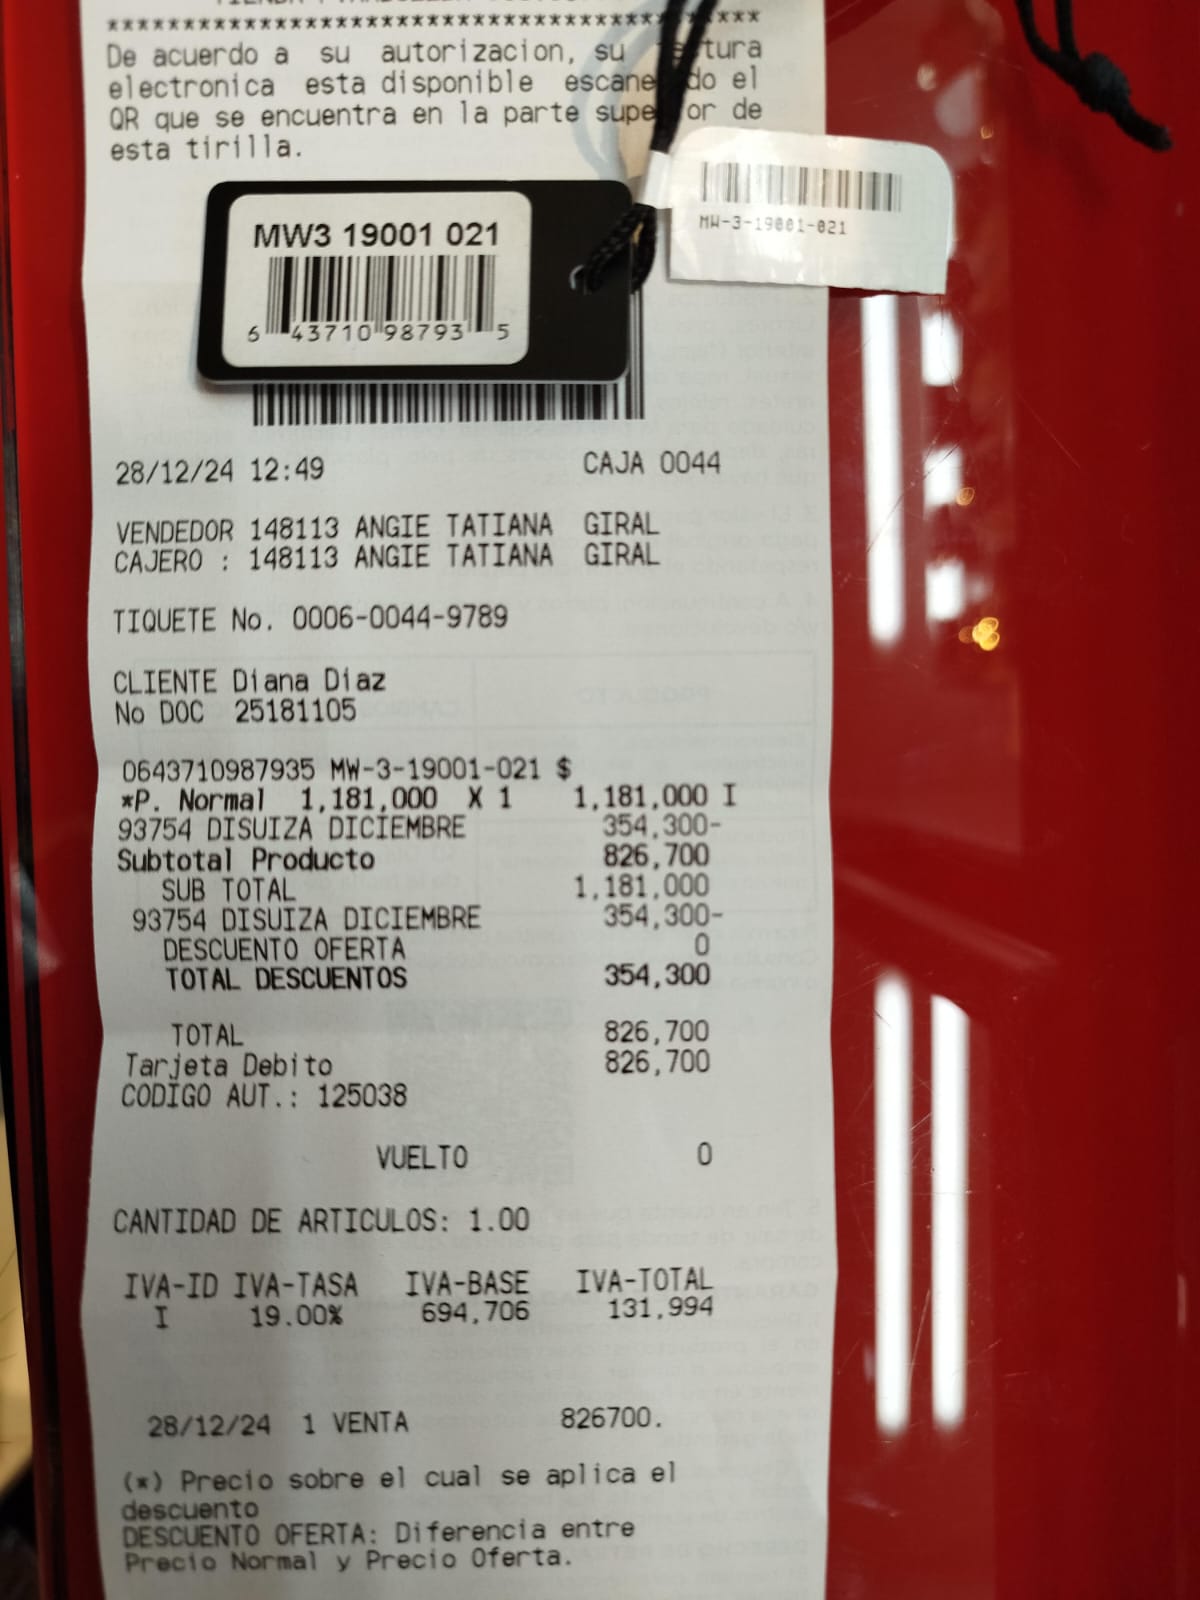 ******************************************
De acuerdo a su autorizacion, su tura
electronica esta disponible escane do el
QR que se encuentra en la parte supe or de
esta tirilla.
MW3 19001 021
6 43710 98793 5
MW-3-19001-021
28/12/24 12:49 CAJA 0044
VENDEDOR 148113 ANGIE TATIANA GIRAL
CAJERO : 148113 ANGIE TATIANA GIRAL
TIQUETE No. 0006-0044-9789
CLIENTE Diana Diaz
No DOC 25181105
0643710987935 MW-3-19001-021 $
*P. Normal 1,181,000 X 1 1,181,000 I
93754 DISUIZA DICIEMBRE 354,300-
Subtotal Producto 826,700
SUB TOTAL 1,181,000
93754 DISUIZA DICIEMBRE 354,300-
DESCUENTO OFERTA 0
TOTAL DESCUENTOS 354,300
TOTAL 826,700
Tarjeta Debito 826,700
CODIGO AUT.: 125038
VUELTO 0
CANTIDAD DE ARTICULOS: 1.00
IVA-ID IVA-TASA IVA-BASE IVA-TOTAL
I 19.00% 694,706 131,994
28/12/24 1 VENTA 826700.
(*) Precio sobre el cual se aplica el
descuento
DESCUENTO OFERTA: Diferencia entre
Precio Normal y Precio Oferta.